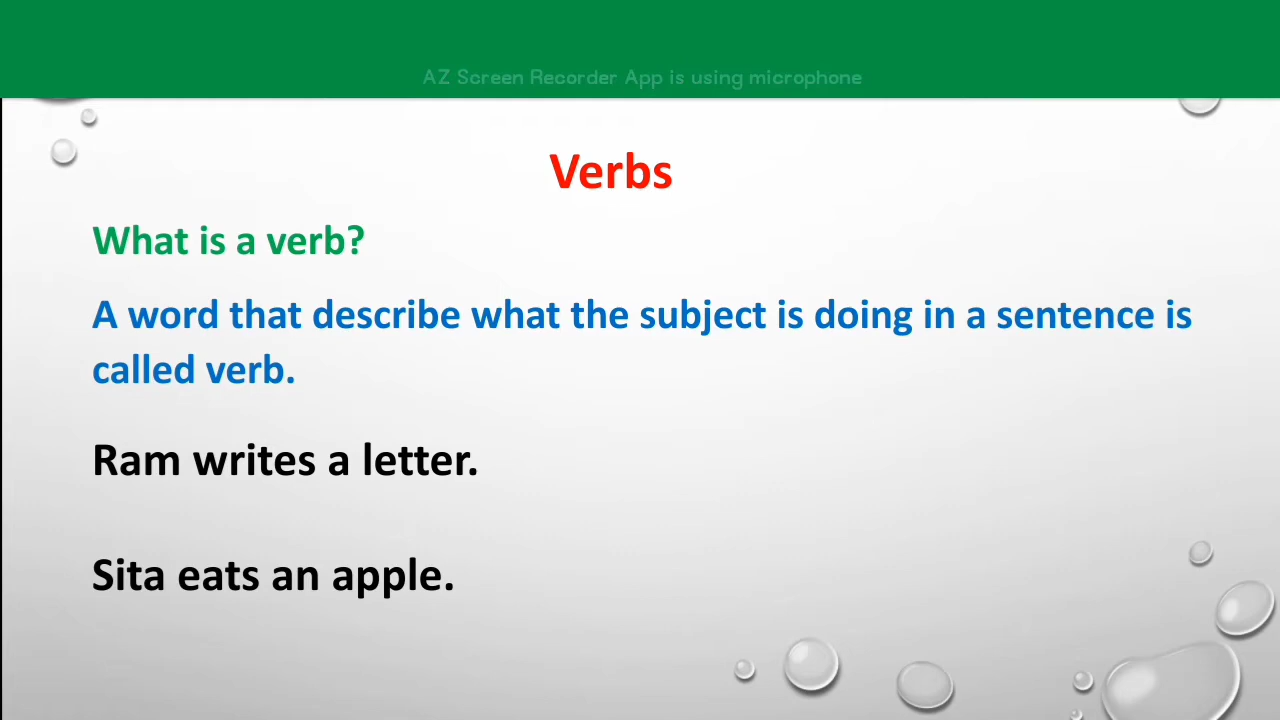 AZ Screen Recorder App is using microphone
Verbs
What is a verb?
A word that describe what the subject is doing in a sentence is
called verb.
Ram writes a letter.
Sita eats an apple.